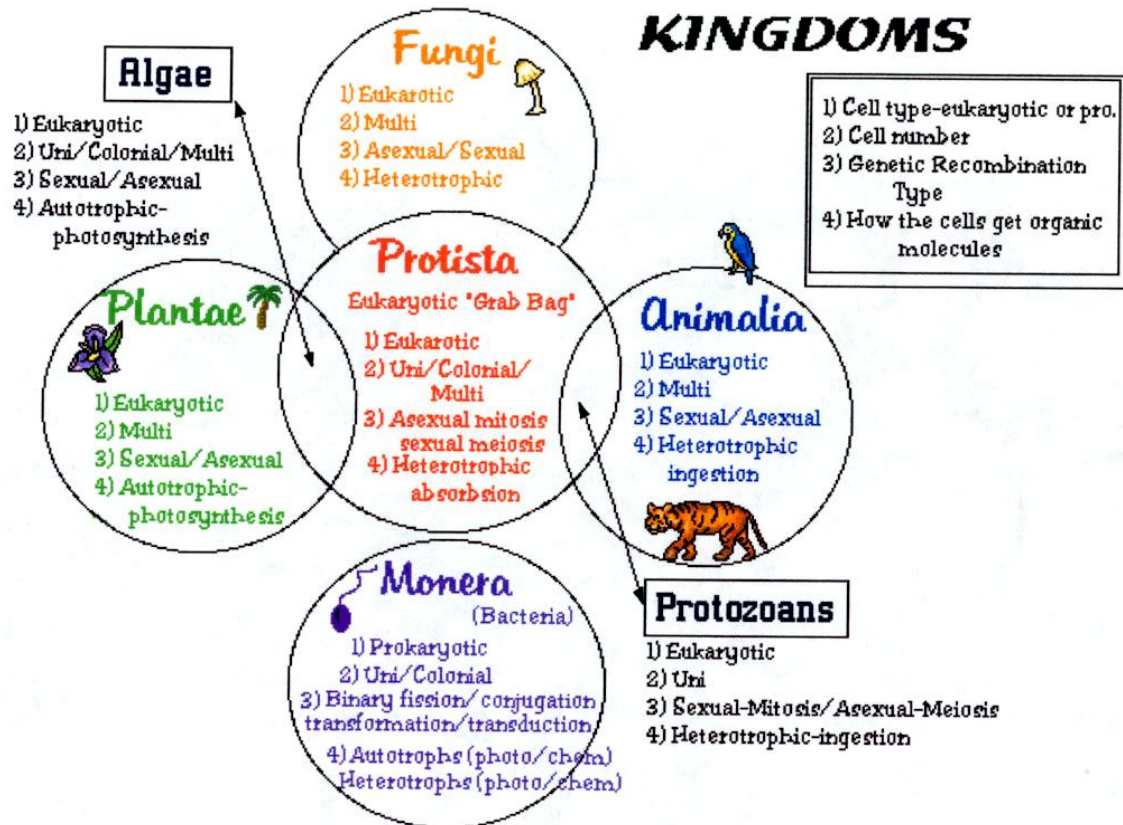 KINGDOMS
Algae
1) Eukaryotic
2) Uni/Colonial/Multi
3) Sexual/Asexual
4) Autotrophic-
photosynthesis
Fungi
1) Eukarotic
2) Multi
3) Asexual/Sexual
4) Heterotrophic
1) Cell type-eukaryotic or pro.
2) Cell number
3) Genetic Recombination
Type
4) How the cells get organic
molecules
Plantae
1) Eukaryotic
2) Multi
3) Sexual/Asexual
4) Autotrophic-
photosynthesis
Protista
Eukaryotic "Grab Bag"
1) Eukarotic
2) Uni/Colonial/
Multi
3) Asexual mitosis
sexual meiosis
4) Heterotrophic
absorbsion
Animalia
1) Eukaryotic
2) Multi
3) Sexual/Asexual
4) Heterotrophic
ingestion
Monera
(Bacteria)
1) Prokaryotic
2) Uni/Colonial
3) Binary fission/conjugation
transformation/transduction
4) Autotrophs (photo/chem)
Heterotrophs (photo/chem)
Protozoans
1) Eukaryotic
2) Uni
3) Sexual-Mitosis/Asexual-Meiosis
4) Heterotrophic-ingestion